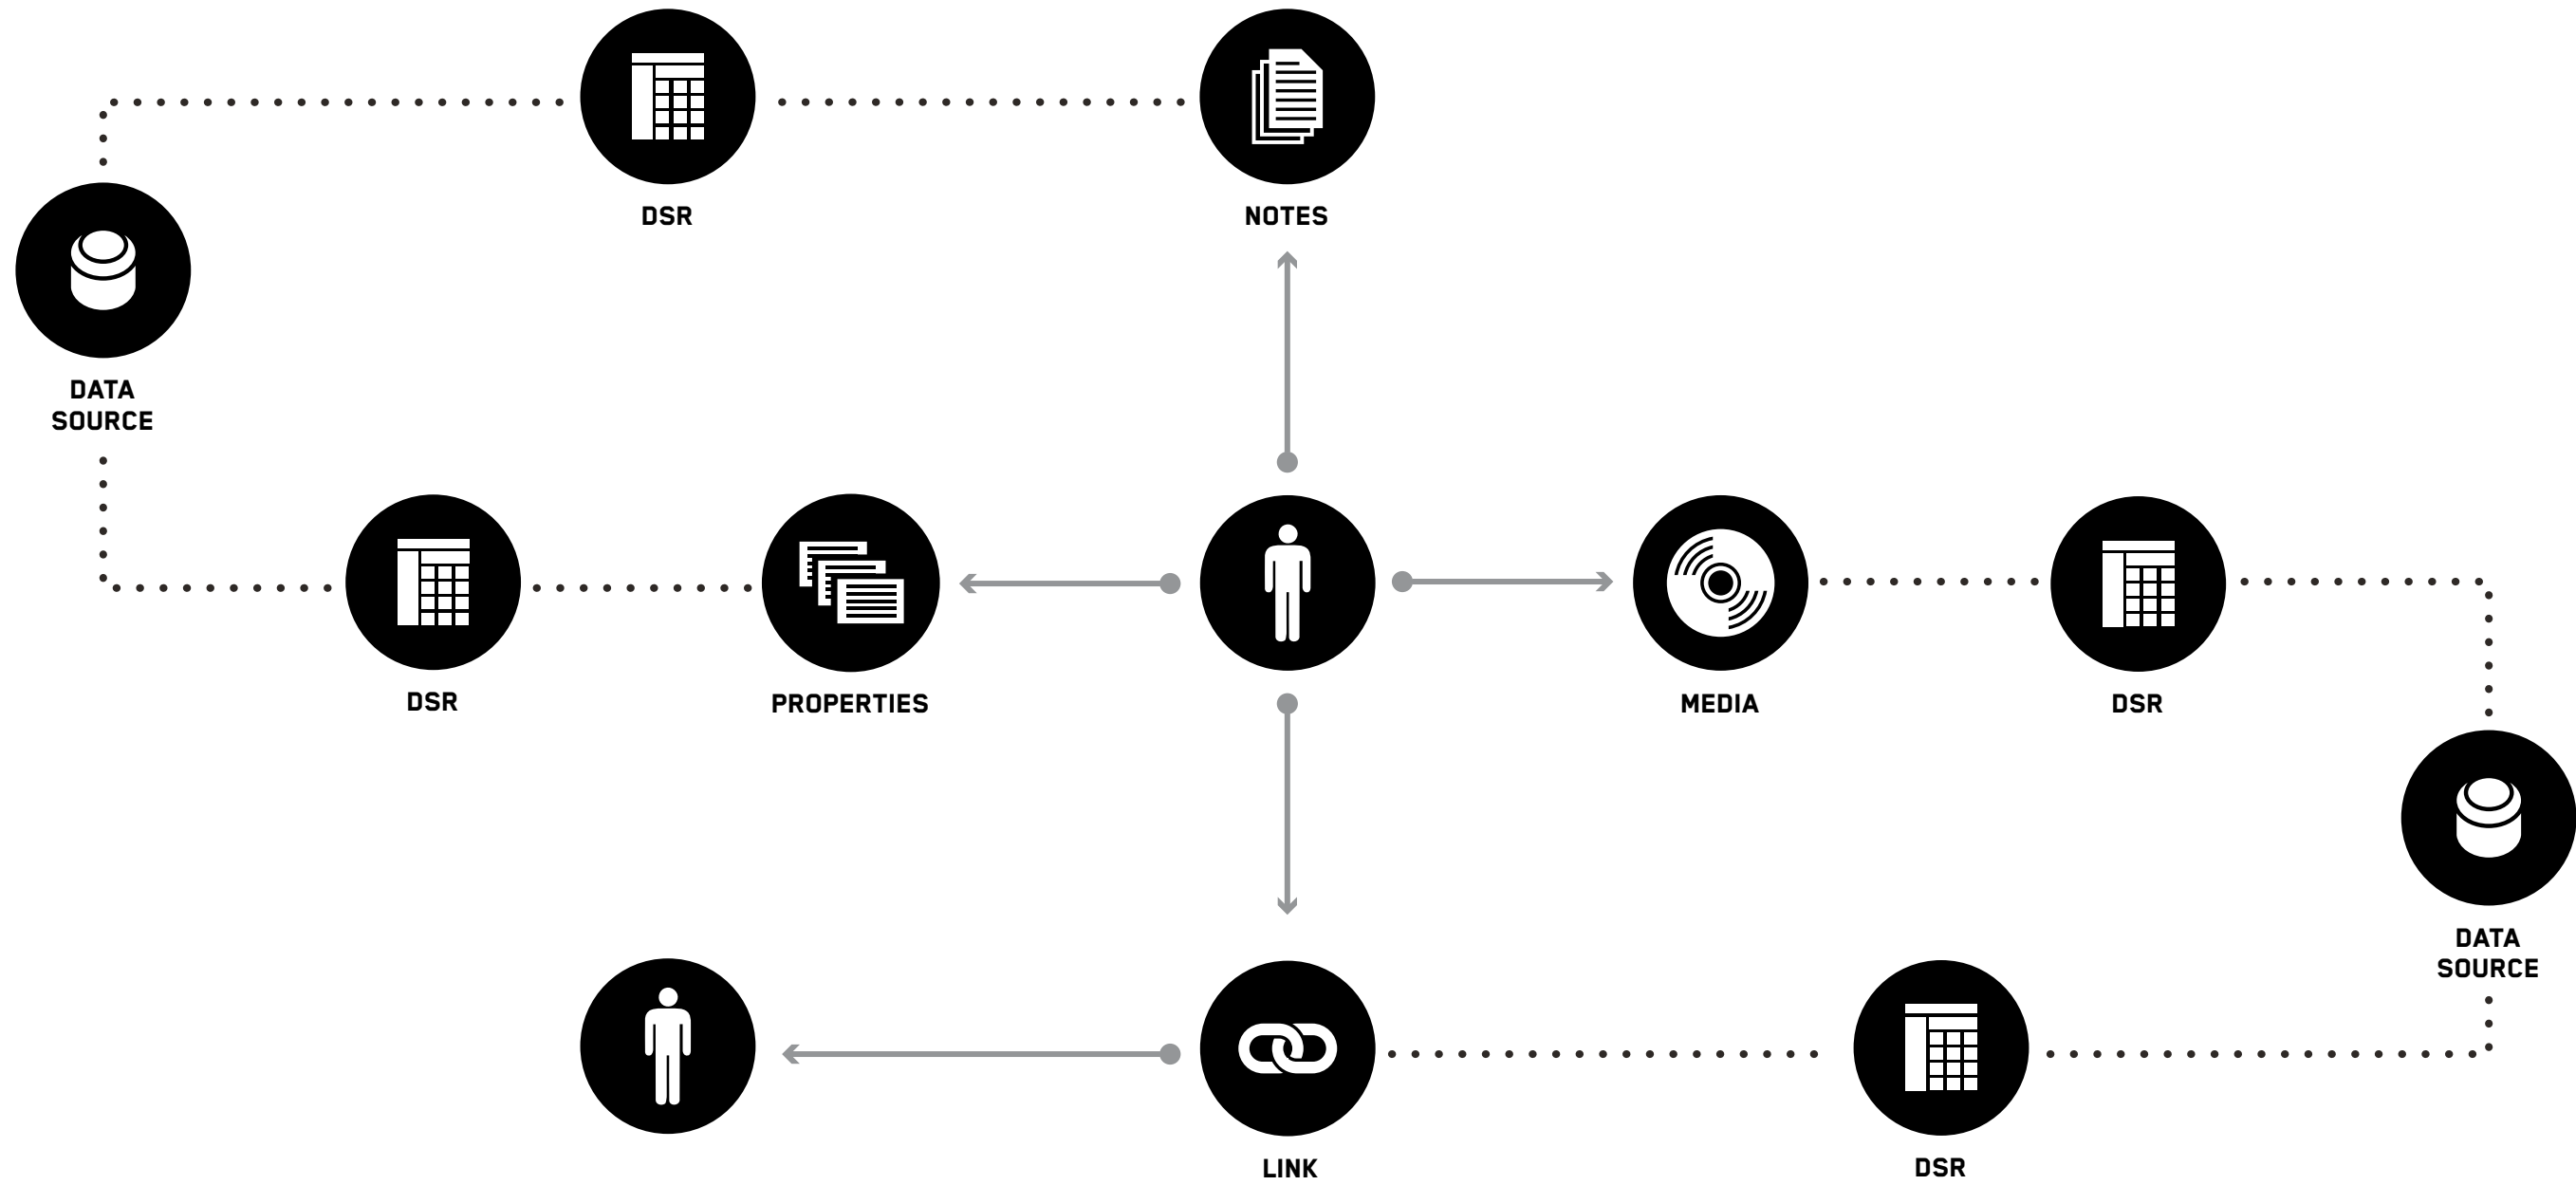 DSR
NOTES
DATA
SOURCE
DSR
PROPERTIES
MEDIA
DSR
DATA
SOURCE
LINK
DSR